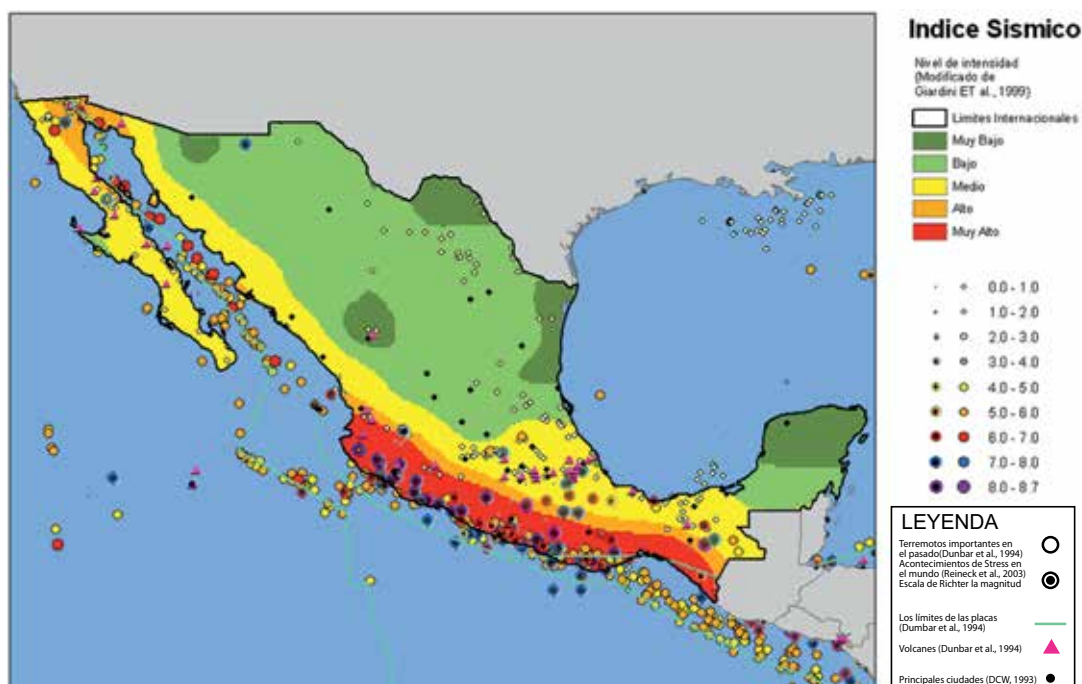 Indice Sismico
Nivel de intensidad
(Modificado de
Giardini ET al., 1999)
Limites Internacionales
Muy Bajo
Bajo
Medio
Alto
Muy Alto
0.0 - 1.0
1.0 - 2.0
2.0 - 3.0
3.0 - 4.0
4.0 - 5.0
5.0 - 6.0
6.0 - 7.0
7.0 - 8.0
8.0 - 8.7
LEYENDA
Terremotos importantes en
el pasado(Dunbar et al., 1994)
Acontecimientos de Stress en
el mundo (Reineck et al., 2003)
Escala de Richter la magnitud
Los límites de las placas
(Dumbar et al., 1994)
Volcanes (Dunbar et al., 1994)
Principales ciudades (DCW, 1993)